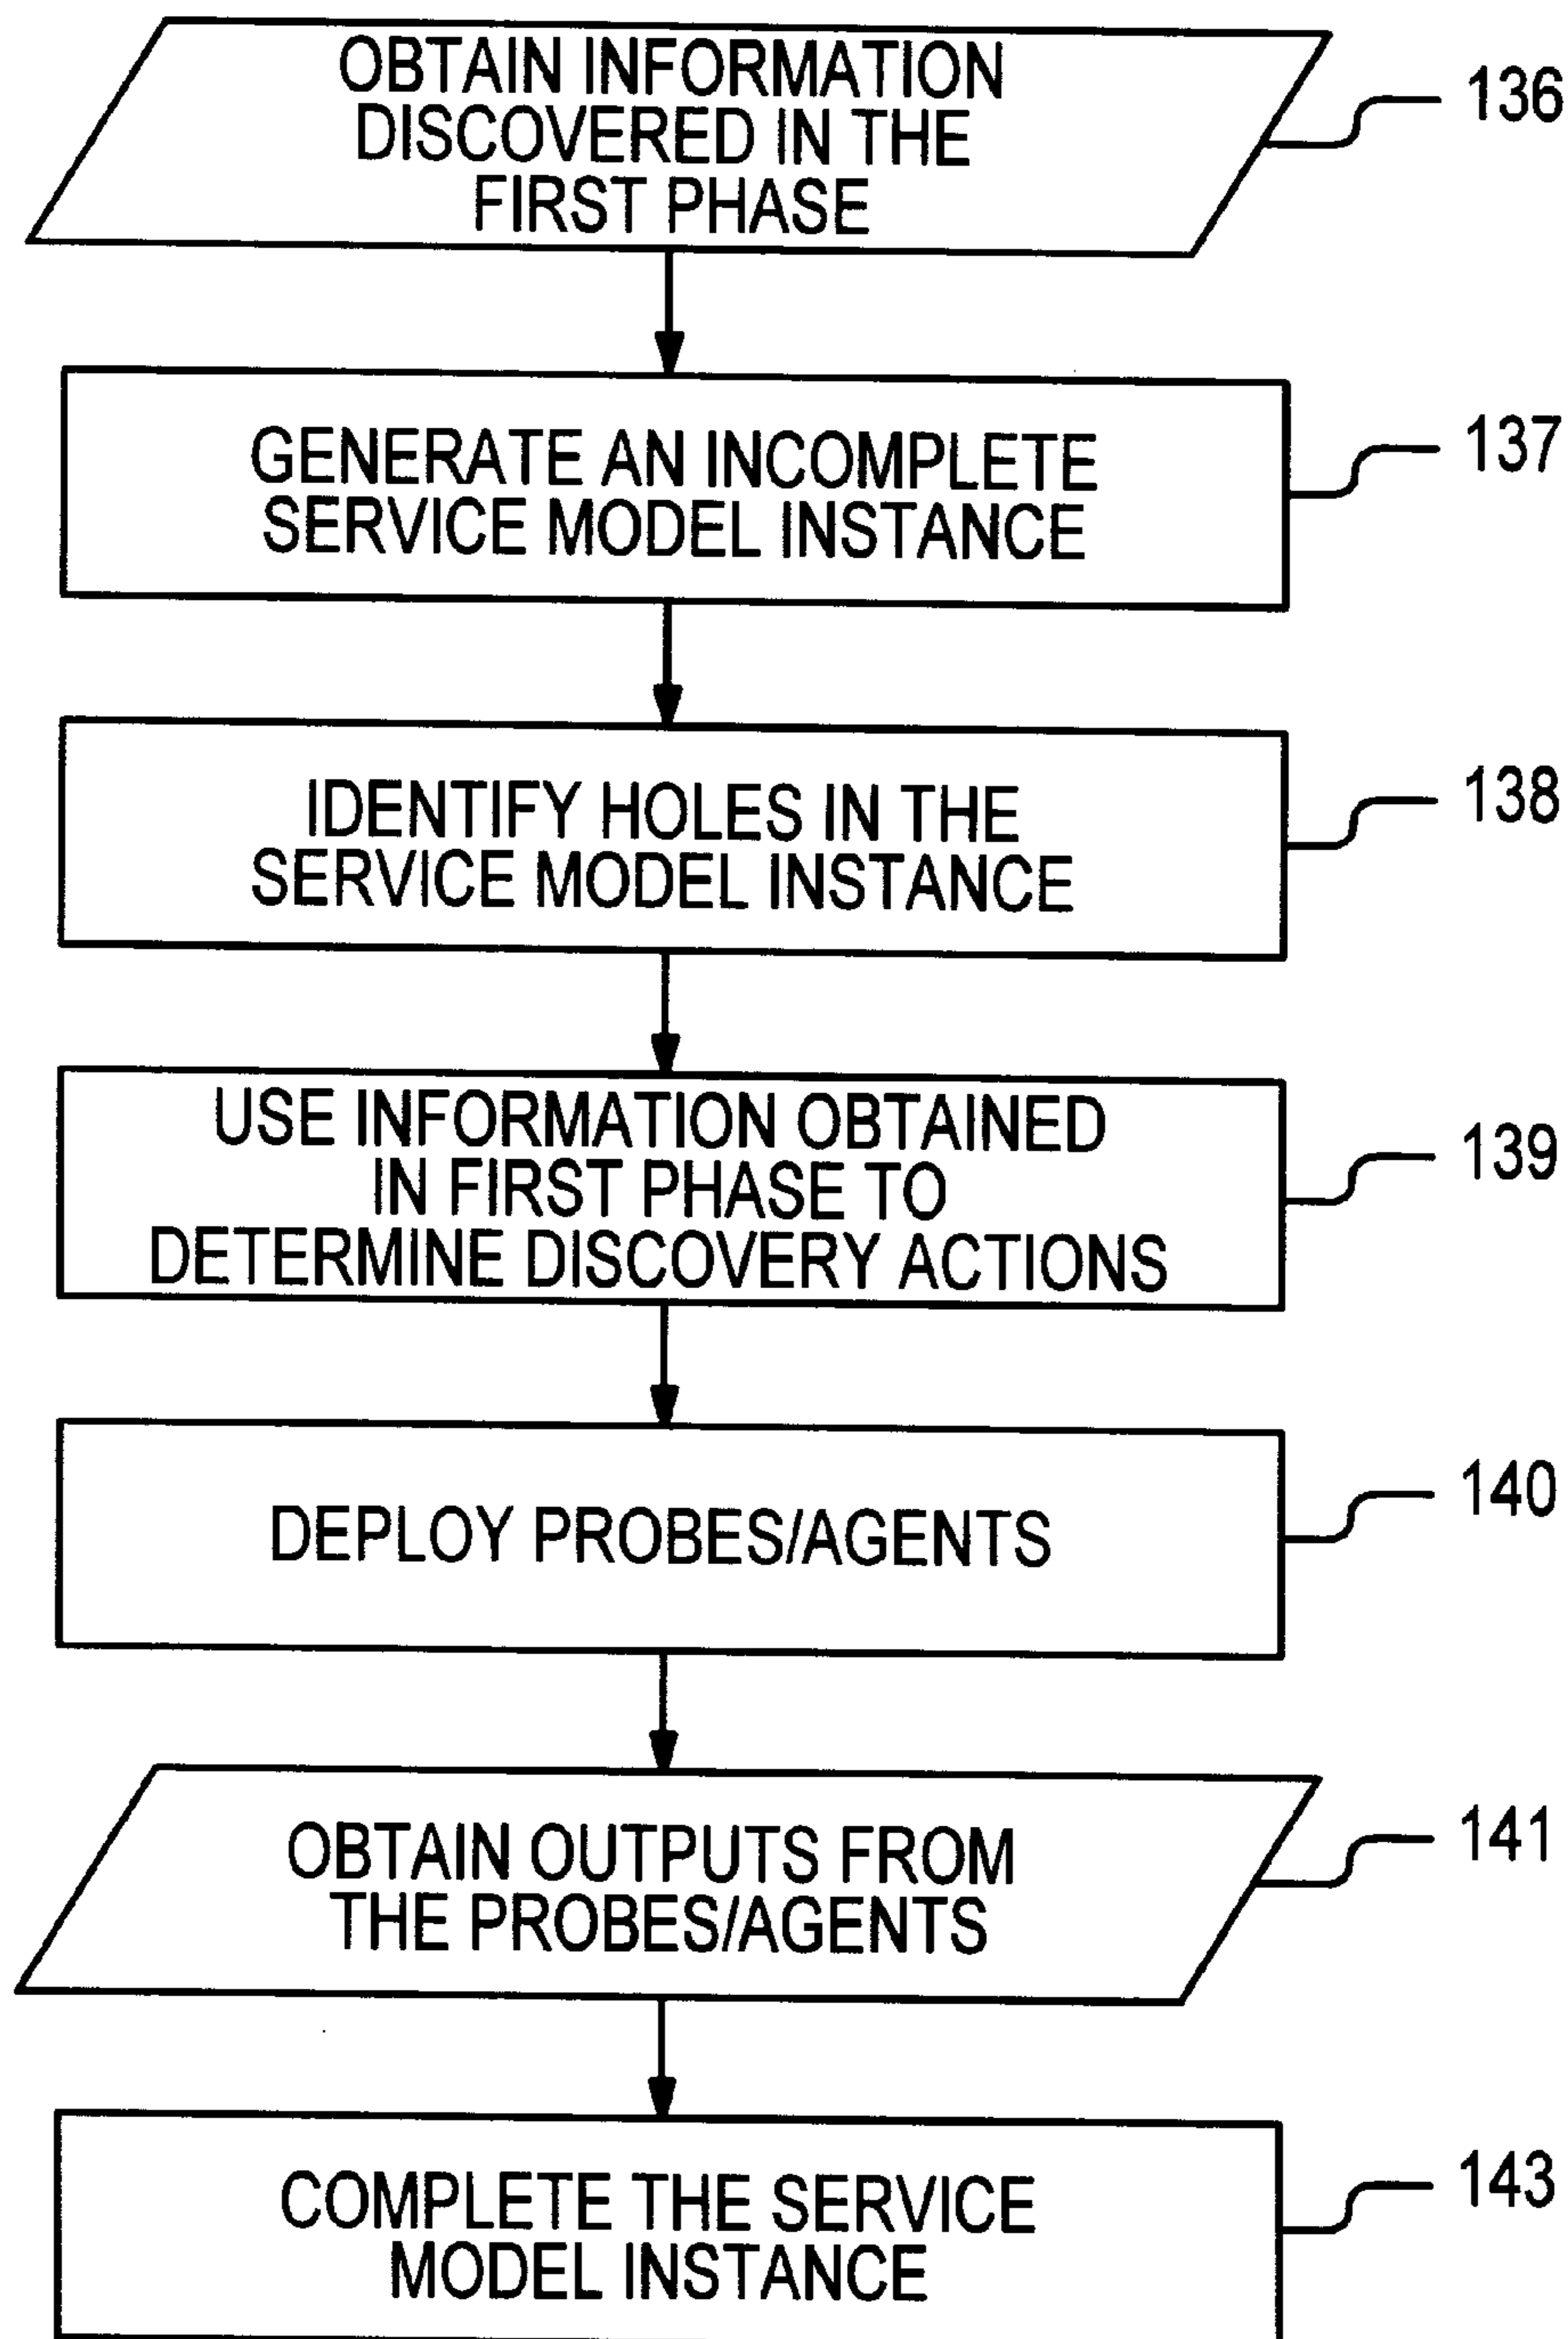 OBTAIN INFORMATION
DISCOVERED IN THE
FIRST PHASE
136
GENERATE AN INCOMPLETE
SERVICE MODEL INSTANCE
137
IDENTIFY HOLES IN THE
SERVICE MODEL INSTANCE
138
USE INFORMATION OBTAINED
IN FIRST PHASE TO
DETERMINE DISCOVERY ACTIONS
139
DEPLOY PROBES/AGENTS
140
OBTAIN OUTPUTS FROM
THE PROBES/AGENTS
141
COMPLETE THE SERVICE
MODEL INSTANCE
143